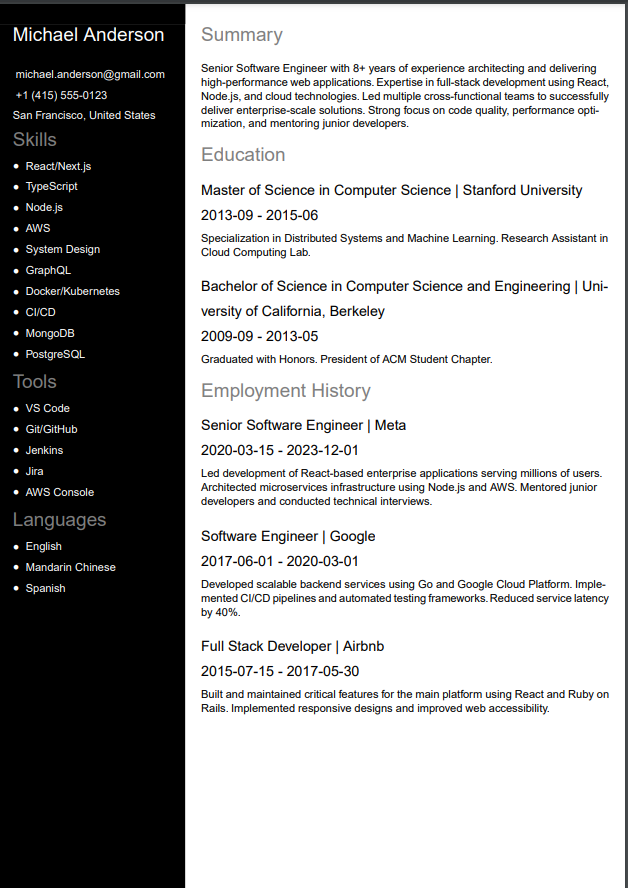 Michael Anderson
michael.anderson@gmail.com
+1 (415) 555-0123
San Francisco, United States
Skills
• React/Next.js
• TypeScript
• Node.js
• AWS
• System Design
• GraphQL
• Docker/Kubernetes
• CI/CD
• MongoDB
• PostgreSQL
Tools
• VS Code
• Git/GitHub
• Jenkins
• Jira
• AWS Console
Languages
• English
• Mandarin Chinese
• Spanish
Summary
Senior Software Engineer with 8+ years of experience architecting and delivering
high-performance web applications. Expertise in full-stack development using React,
Node.js, and cloud technologies. Led multiple cross-functional teams to successfully
deliver enterprise-scale solutions. Strong focus on code quality, performance opti-
mization, and mentoring junior developers.
Education
Master of Science in Computer Science | Stanford University
2013-09 - 2015-06
Specialization in Distributed Systems and Machine Learning. Research Assistant in
Cloud Computing Lab.
Bachelor of Science in Computer Science and Engineering | Uni-
versity of California, Berkeley
2009-09 - 2013-05
Graduated with Honors. President of ACM Student Chapter.
Employment History
Senior Software Engineer | Meta
2020-03-15 - 2023-12-01
Led development of React-based enterprise applications serving millions of users.
Architected microservices infrastructure using Node.js and AWS. Mentored junior
developers and conducted technical interviews.
Software Engineer | Google
2017-06-01 - 2020-03-01
Developed scalable backend services using Go and Google Cloud Platform. Imple-
mented CI/CD pipelines and automated testing frameworks. Reduced service latency
by 40%.
Full Stack Developer | Airbnb
2015-07-15 - 2017-05-30
Built and maintained critical features for the main platform using React and Ruby on
Rails. Implemented responsive designs and improved web accessibility.